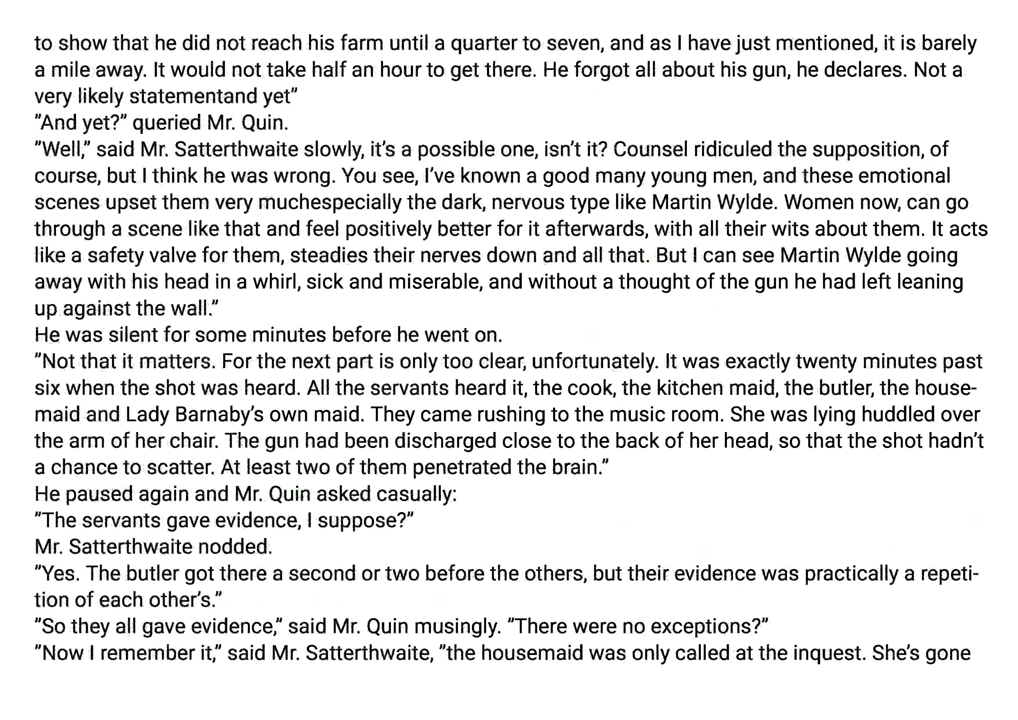 to show that he did not reach his farm until a quarter to seven, and as I have just mentioned, it is barely
a mile away. It would not take half an hour to get there. He forgot all about his gun, he declares. Not a
very likely statementand yet"
"And yet?" queried Mr. Quin.
"Well," said Mr. Satterthwaite slowly, it's a possible one, isn't it? Counsel ridiculed the supposition, of
course, but I think he was wrong. You see, I've known a good many young men, and these emotional
scenes upset them very muchespecially the dark, nervous type like Martin Wylde. Women now, can go
through a scene like that and feel positively better for it afterwards, with all their wits about them. It acts
like a safety valve for them, steadies their nerves down and all that. But I can see Martin Wylde going
away with his head in a whirl, sick and miserable, and without a thought of the gun he had left leaning
up against the wall."
He was silent for some minutes before he went on.
"Not that it matters. For the next part is only too clear, unfortunately. It was exactly twenty minutes past
six when the shot was heard. All the servants heard it, the cook, the kitchen maid, the butler, the house-
maid and Lady Barnaby's own maid. They came rushing to the music room. She was lying huddled over
the arm of her chair. The gun had been discharged close to the back of her head, so that the shot hadn't
a chance to scatter. At least two of them penetrated the brain."
He paused again and Mr. Quin asked casually:
"The servants gave evidence, I suppose?"
Mr. Satterthwaite nodded.
"Yes. The butler got there a second or two before the others, but their evidence was practically a repeti-
tion of each other's."
"So they all gave evidence," said Mr. Quin musingly. "There were no exceptions?"
"Now I remember it," said Mr. Satterthwaite, "the housemaid was only called at the inquest. She's gone